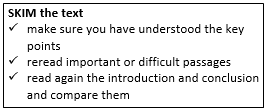 SKIM the text
✓ make sure you have understood the key
points
✓ reread important or difficult passages
✓ read again the introduction and conclusion
and compare them